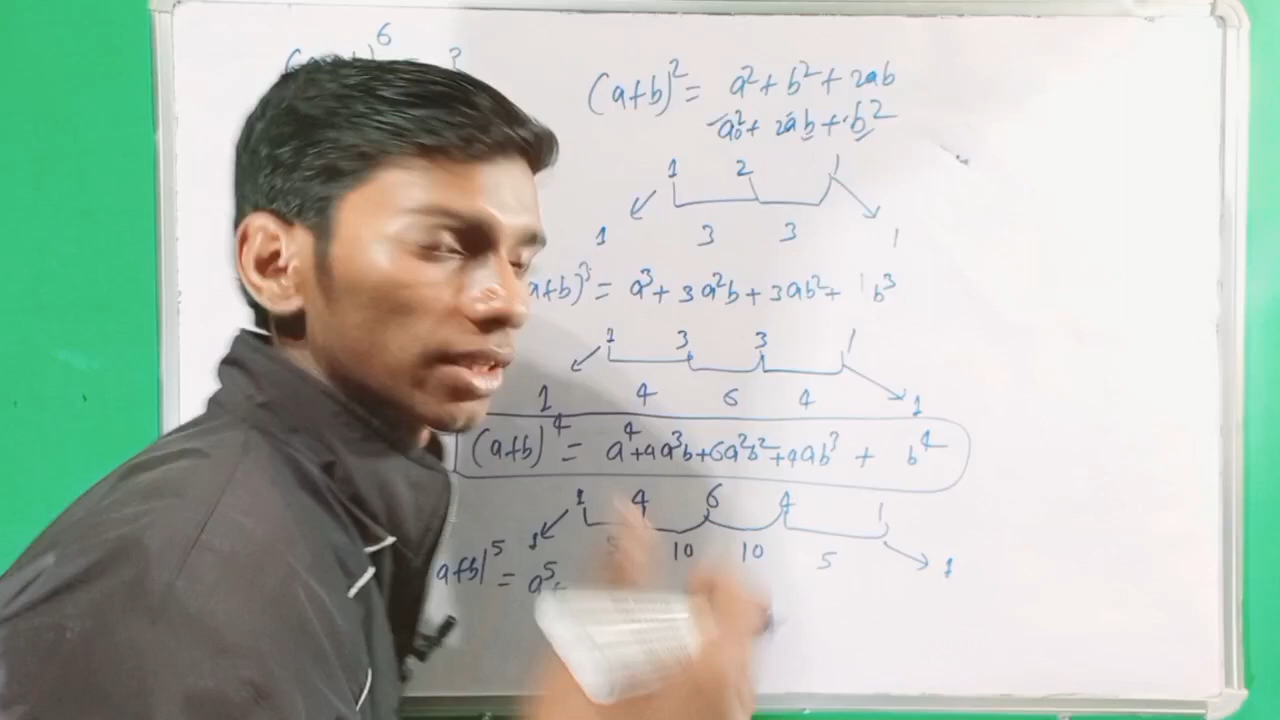 6
(a+b)² = a²+b²+2ab
a²+ 2ab+b²
1 2 1
1 3 3 1
a+b)³ = a³+3a²b+3ab²+ 1b³
1 3 3 1
1 4 6 4 1
(a+b)⁴ = a⁴+4a³b+6a²b²+4ab³ + b⁴
1 4 6 4 1
1 5 10 10 5 1
a+b)⁵ = a⁵+